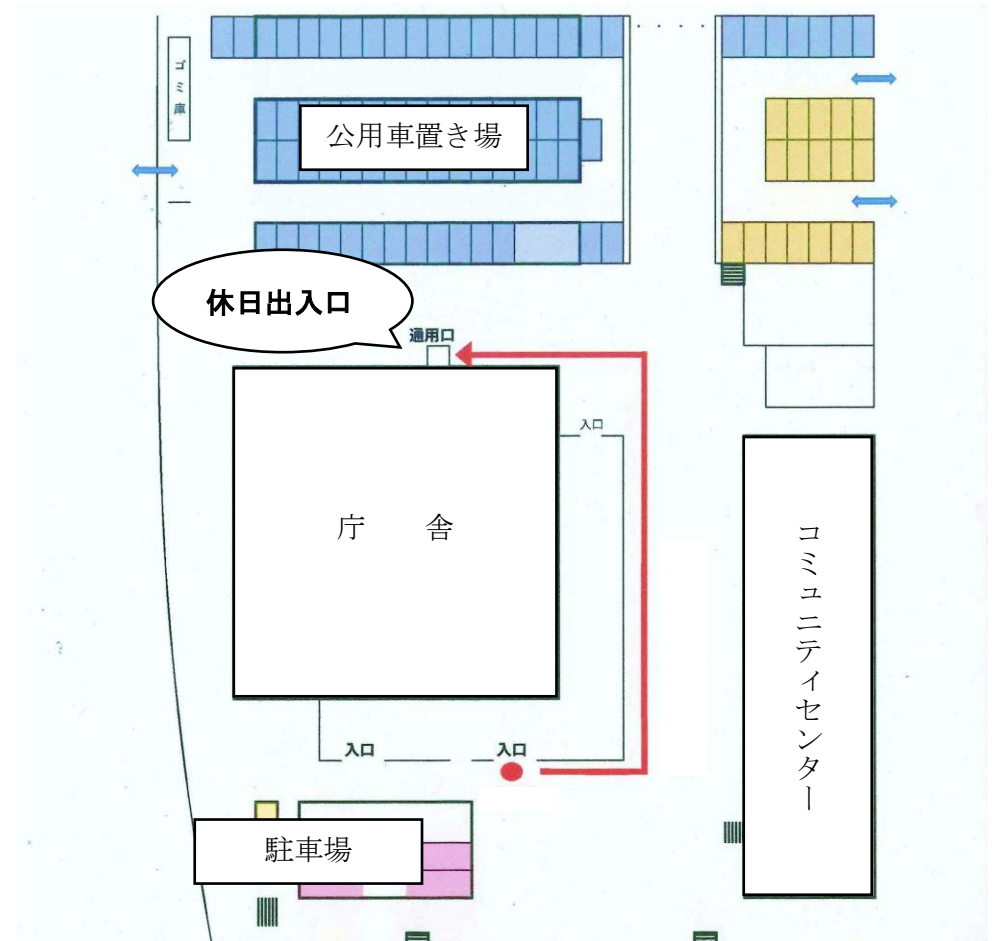 ゴミ庫
公用車置き場
休日出入口
通用口
入口
庁　舎
コミュニティセンター
入口
入口
駐車場